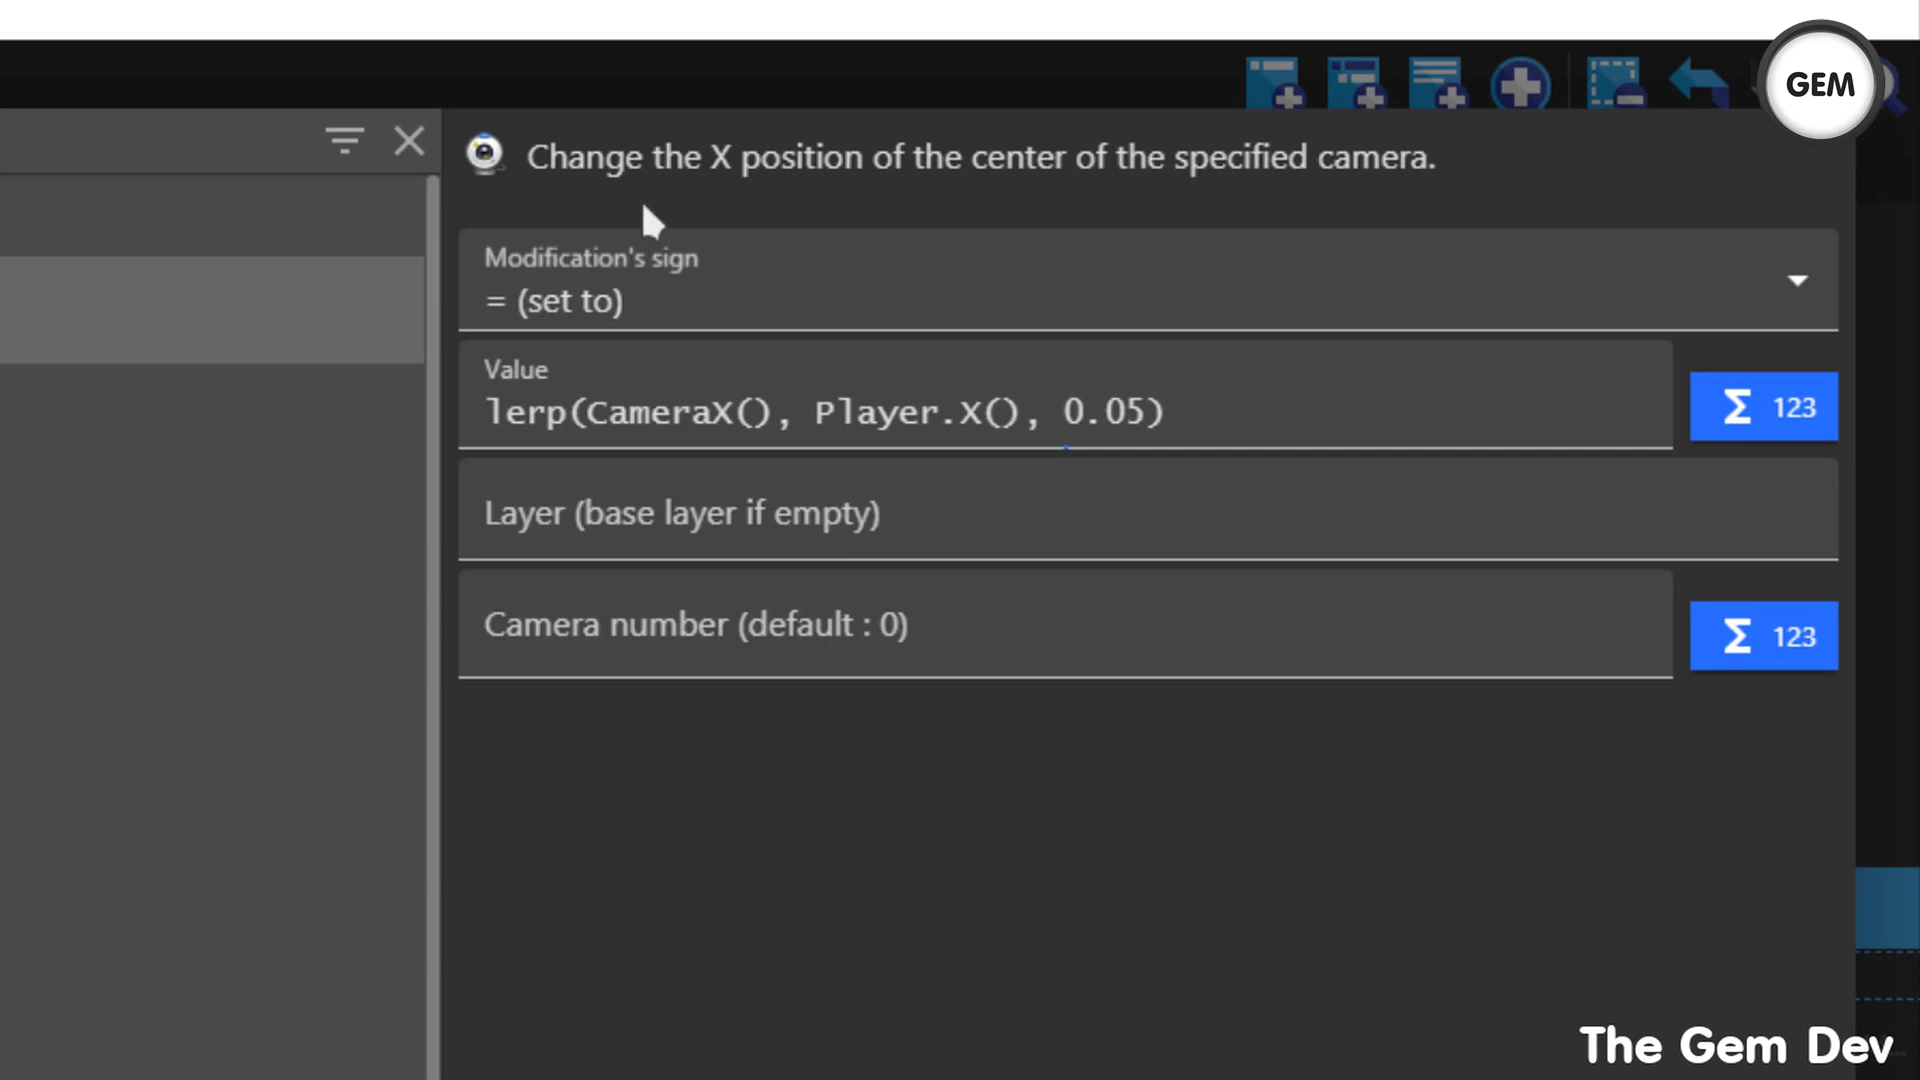 GEM
Change the X position of the center of the specified camera.
Modification's sign
= (set to)
Value
lerp(CameraX(), Player.X(), 0.05)
Σ 123
Layer (base layer if empty)
Camera number (default : 0)
Σ 123
The Gem Dev